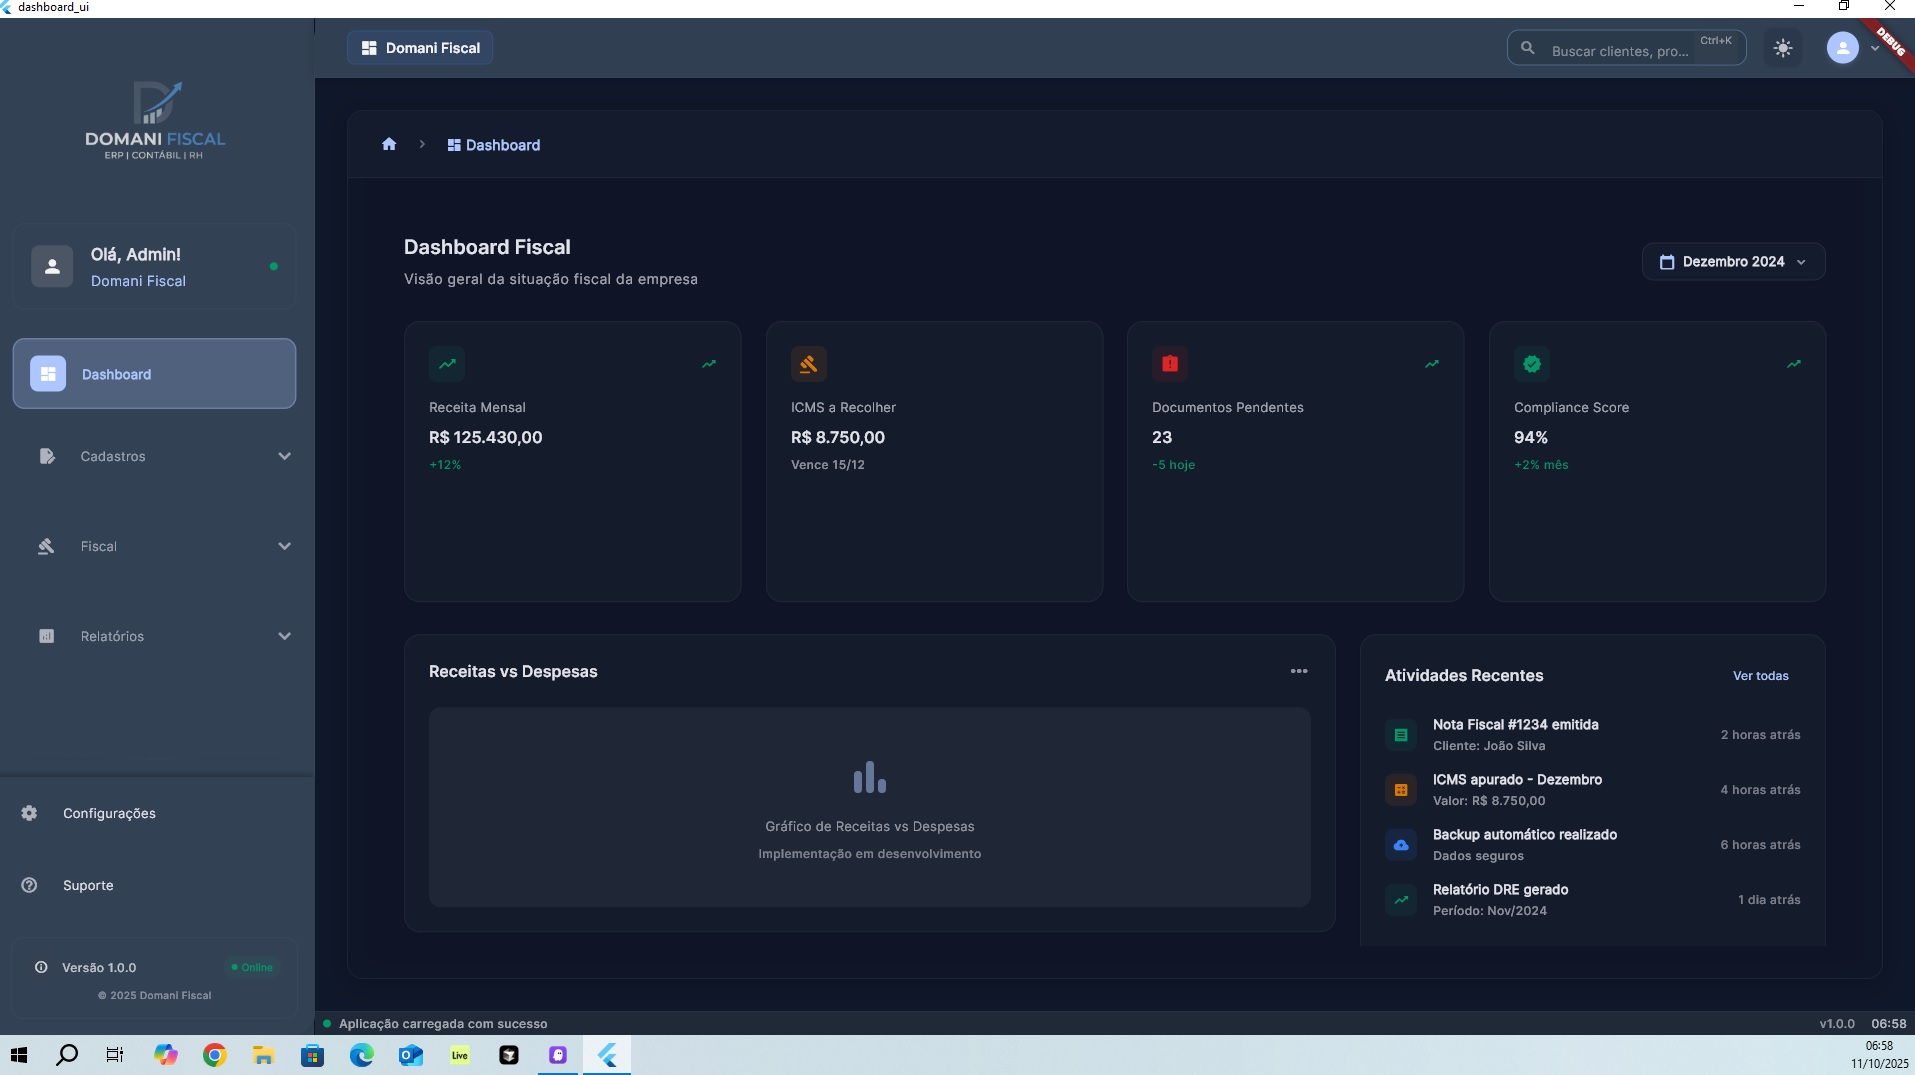 dashboard_ui
DEBUG
DOMANI FISCAL
ERP | CONTÁBIL | RH
Olá, Admin!
Domani Fiscal
Dashboard
Cadastros
Fiscal
Relatórios
Configurações
Suporte
Versão 1.0.0
Online
© 2025 Domani Fiscal
Domani Fiscal
Buscar clientes, pro...
Ctrl+K
Dashboard
Dashboard Fiscal
Visão geral da situação fiscal da empresa
Dezembro 2024
Receita Mensal
R$ 125.430,00
+12%
ICMS a Recolher
R$ 8.750,00
Vence 15/12
Documentos Pendentes
23
-5 hoje
Compliance Score
94%
+2% mês
Receitas vs Despesas
Gráfico de Receitas vs Despesas
Implementação em desenvolvimento
Atividades Recentes
Ver todas
Nota Fiscal #1234 emitida
Cliente: João Silva
2 horas atrás
ICMS apurado - Dezembro
Valor: R$ 8.750,00
4 horas atrás
Backup automático realizado
Dados seguros
6 horas atrás
Relatório DRE gerado
Período: Nov/2024
1 dia atrás
Aplicação carregada com sucesso
v1.0.0
06:58
Live
06:58
11/10/2025